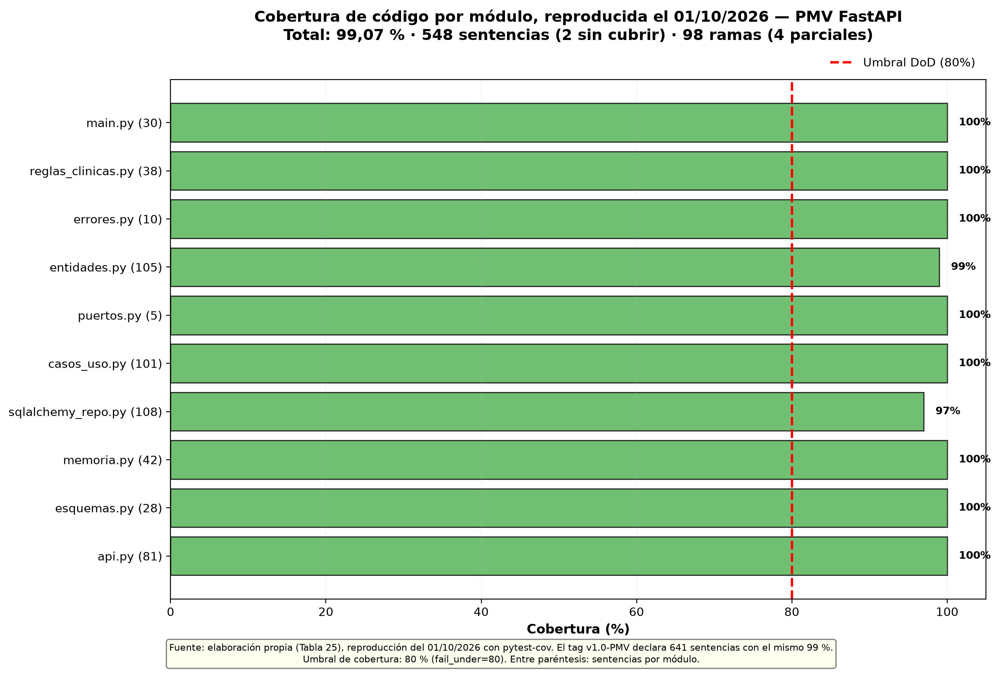 Cobertura de código por módulo, reproducida el 01/10/2026 — PMV FastAPI
Total: 99,07 % · 548 sentencias (2 sin cubrir) · 98 ramas (4 parciales)
Umbral DoD (80%)
main.py (30)
100%
reglas_clinicas.py (38)
100%
errores.py (10)
100%
entidades.py (105)
99%
puertos.py (5)
100%
casos_uso.py (101)
100%
sqlalchemy_repo.py (108)
97%
memoria.py (42)
100%
esquemas.py (28)
100%
api.py (81)
100%
0 20 40 60 80 100
Cobertura (%)
Fuente: elaboración propia (Tabla 25), reproducción del 01/10/2026 con pytest-cov. El tag v1.0-PMV declara 641 sentencias con el mismo 99 %.
Umbral de cobertura: 80 % (fail_under=80). Entre paréntesis: sentencias por módulo.